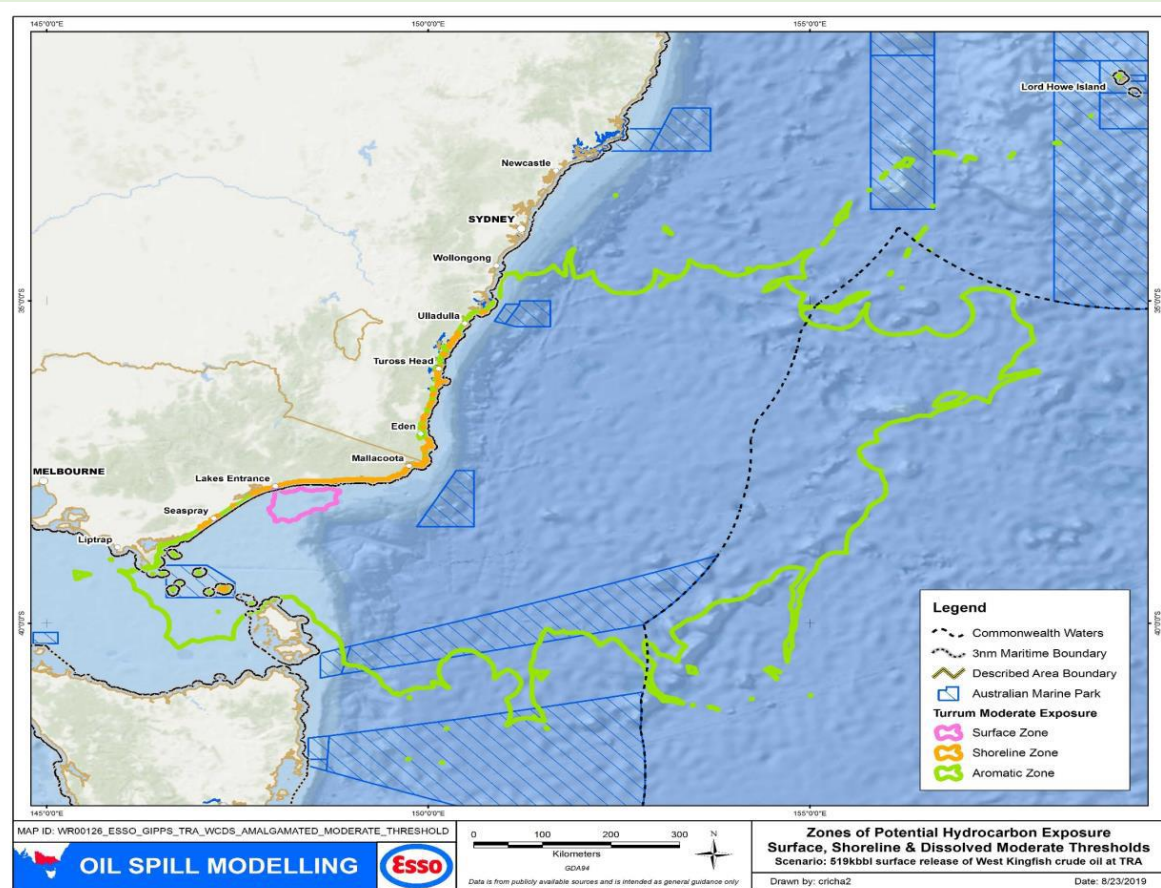 145°0'0"E 150°0'0"E 155°0'0"E
Lord Howe Island
Newcastle
SYDNEY
Wollongong
35°0'0"S 35°0'0"S
Ulladulla
Tuross Head
Eden
Mallacoota
MELBOURNE
Lakes Entrance
Seaspray
Liptrap
40°0'0"S 40°0'0"S
Legend
Commonwealth Waters
3nm Maritime Boundary
Described Area Boundary
Australian Marine Park
Turrum Moderate Exposure
Surface Zone
Shoreline Zone
Aromatic Zone
145°0'0"E 150°0'0"E 155°0'0"E
MAP ID: WR00126_ESSO_GIPPS_TRA_WCDS_AMALGAMATED_MODERATE_THRESHOLD
OIL SPILL MODELLING
Esso
0 100 200 300
Kilometers
GDA94
N
Data is from publicly available sources and is intended as general guidance only
Zones of Potential Hydrocarbon Exposure
Surface, Shoreline & Dissolved Moderate Thresholds
Scenario: 519kbbl surface release of West Kingfish crude oil at TRA
Drawn by: cricha2 Date: 8/23/2019